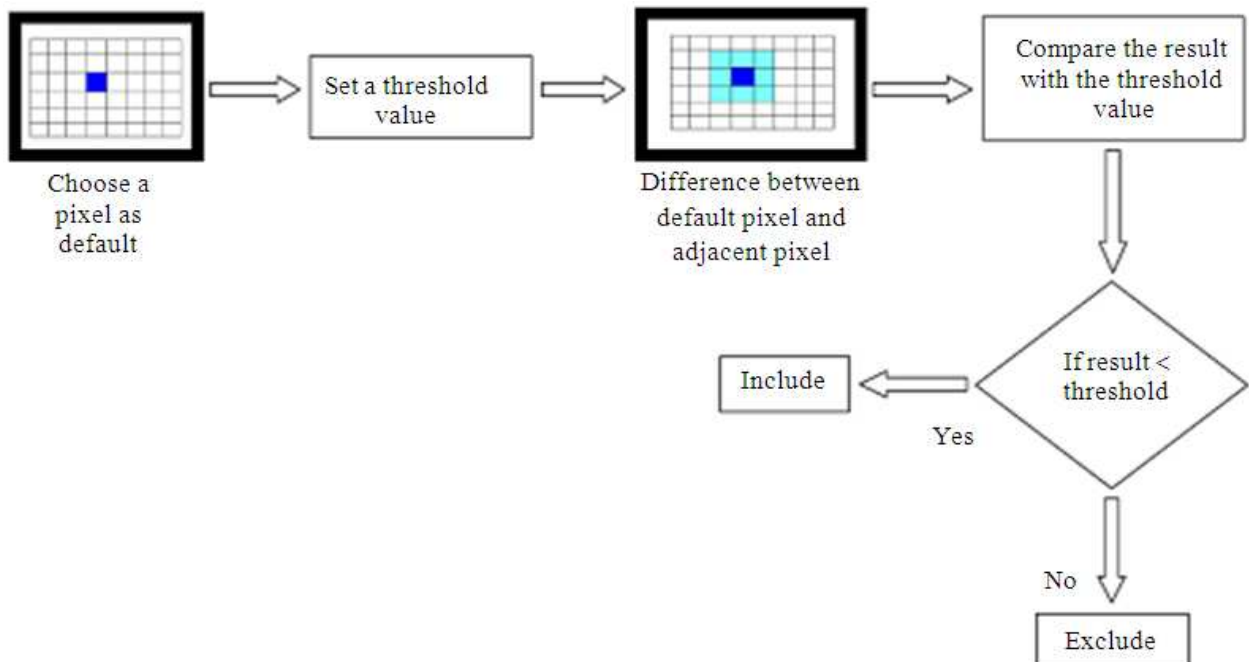 Choose a
pixel as
default
Set a threshold
value
Difference between
default pixel and
adjacent pixel
Compare the result
with the threshold
value
If result <
threshold
Yes
Include
No
Exclude